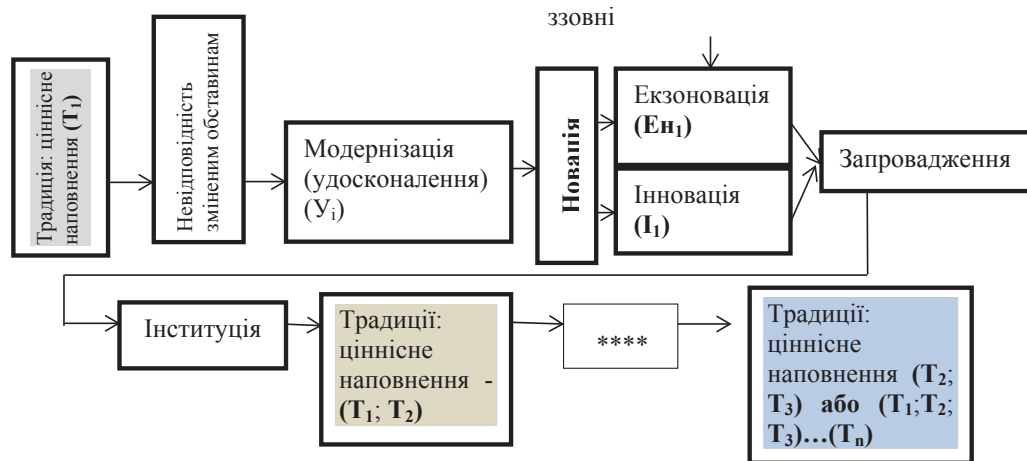 ззовні
Традиція: ціннісне
наповнення (Т₁)
Невідповідність
зміненим обставинам
Модернізація
(удосконалення)
(Уᵢ)
Новація
Екзоновація
(Ен₁)
Інновація
(І₁)
Запровадження
Інституція
Традиції:
ціннісне
наповнення -
(Т₁; Т₂)
****
Традиції:
ціннісне
наповнення (Т₂;
Т₃) або (Т₁;Т₂;
Т₃)…(Тₙ)